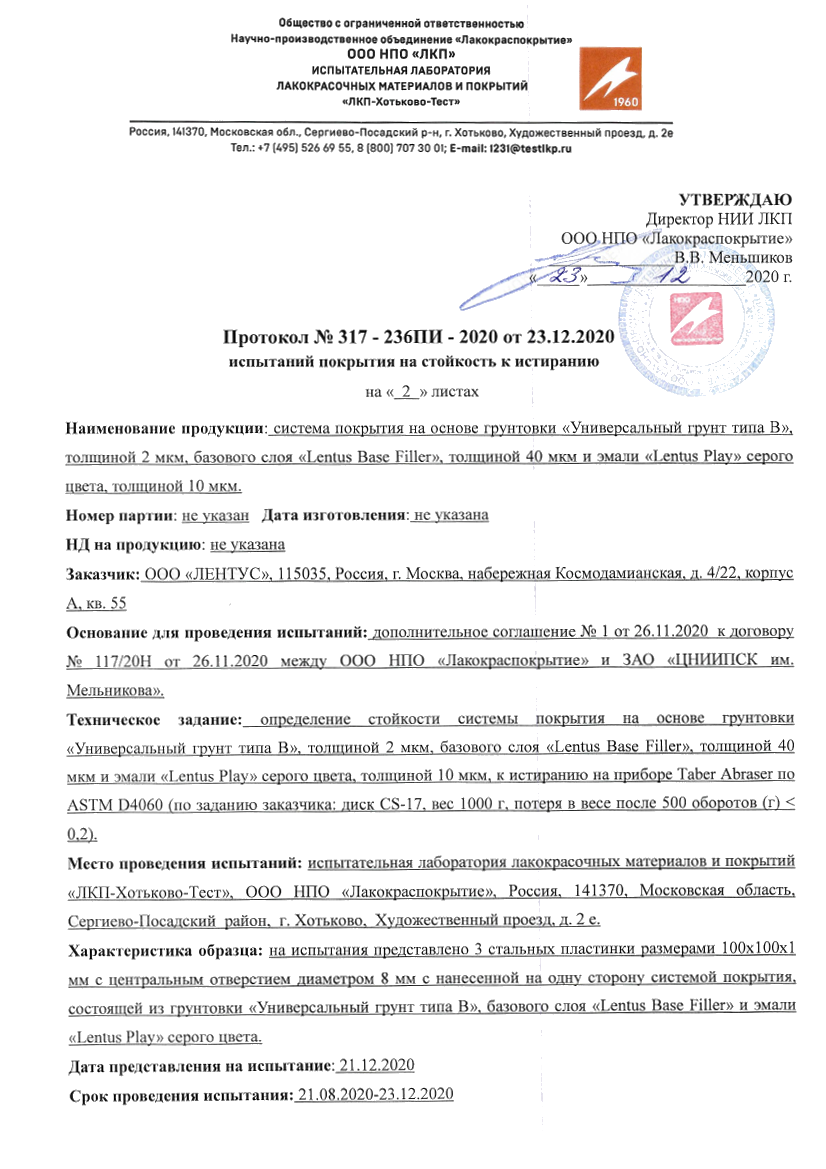 Общество с ограниченной ответственностью
Научно-производственное объединение «Лакокраспокрытие»
ООО НПО «ЛКП»
ИСПЫТАТЕЛЬНАЯ ЛАБОРАТОРИЯ
ЛАКОКРАСОЧНЫХ МАТЕРИАЛОВ И ПОКРЫТИЙ
«ЛКП-Хотьково-Тест»
1960
Россия, 141370, Московская обл., Сергиево-Посадский р-н, г. Хотьково, Художественный проезд, д. 2е
Тел.: +7 (495) 526 69 55, 8 (800) 707 30 01; E-mail: 1231@testlkp.ru
УТВЕРЖДАЮ
Директор НИИ ЛКП
ООО НПО «Лакокраспокрытие»
В.В. Меньшиков
«23» 12 2020 г.
НПО
Протокол № 317 - 236ПИ - 2020 от 23.12.2020
испытаний покрытия на стойкость к истиранию
на « 2 » листах
Наименование продукции: система покрытия на основе грунтовки «Универсальный грунт типа В»,
толщиной 2 мкм, базового слоя «Lentus Base Filler», толщиной 40 мкм и эмали «Lentus Play» серого
цвета, толщиной 10 мкм.
Номер партии: не указан Дата изготовления: не указана
НД на продукцию: не указана
Заказчик: ООО «ЛЕНТУС», 115035, Россия, г. Москва, набережная Космодамианская, д. 4/22, корпус
А, кв. 55
Основание для проведения испытаний: дополнительное соглашение № 1 от 26.11.2020 к договору
№ 117/20Н от 26.11.2020 между ООО НПО «Лакокраспокрытие» и ЗАО «ЦНИИПСК им.
Мельникова».
Техническое задание: определение стойкости системы покрытия на основе грунтовки
«Универсальный грунт типа В», толщиной 2 мкм, базового слоя «Lentus Base Filler», толщиной 40
мкм и эмали «Lentus Play» серого цвета, толщиной 10 мкм, к истиранию на приборе Taber Abraser по
ASTM D4060 (по заданию заказчика: диск CS-17, вес 1000 г, потеря в весе после 500 оборотов (г) <
0,2).
Место проведения испытаний: испытательная лаборатория лакокрасочных материалов и покрытий
«ЛКП-Хотьково-Тест», ООО НПО «Лакокраспокрытие», Россия, 141370, Московская область,
Сергиево-Посадский район, г. Хотьково, Художественный проезд, д. 2 е.
Характеристика образца: на испытания представлено 3 стальных пластинки размерами 100х100х1
мм с центральным отверстием диаметром 8 мм с нанесенной на одну сторону системой покрытия,
состоящей из грунтовки «Универсальный грунт типа В», базового слоя «Lentus Base Filler» и эмали
«Lentus Play» серого цвета.
Дата представления на испытание: 21.12.2020
Срок проведения испытания: 21.08.2020-23.12.2020